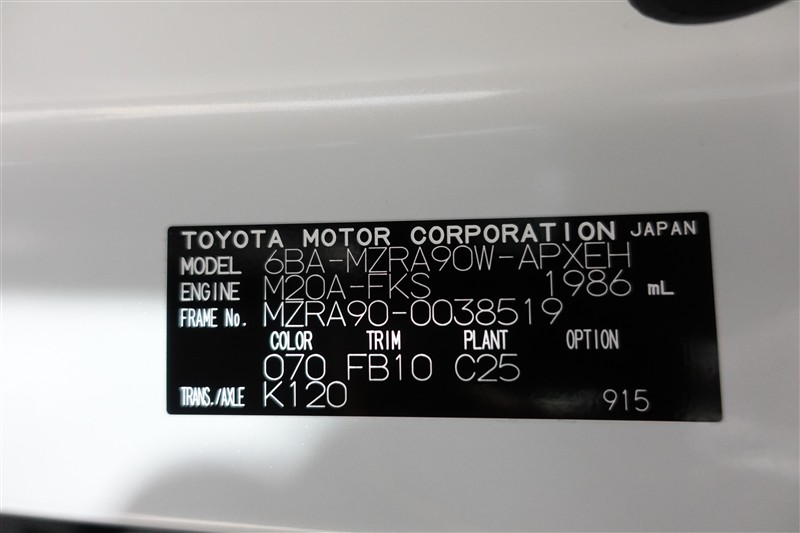 TOYOTA MOTOR CORPORATION JAPAN
MODEL 6BA-MZRA90W-APXEH
ENGINE M20A-FKS 1986 mL
FRAME No. MZRA90-0038519
COLOR TRIM PLANT OPTION
070 FB10 C25
TRANS./AXLE K120 915